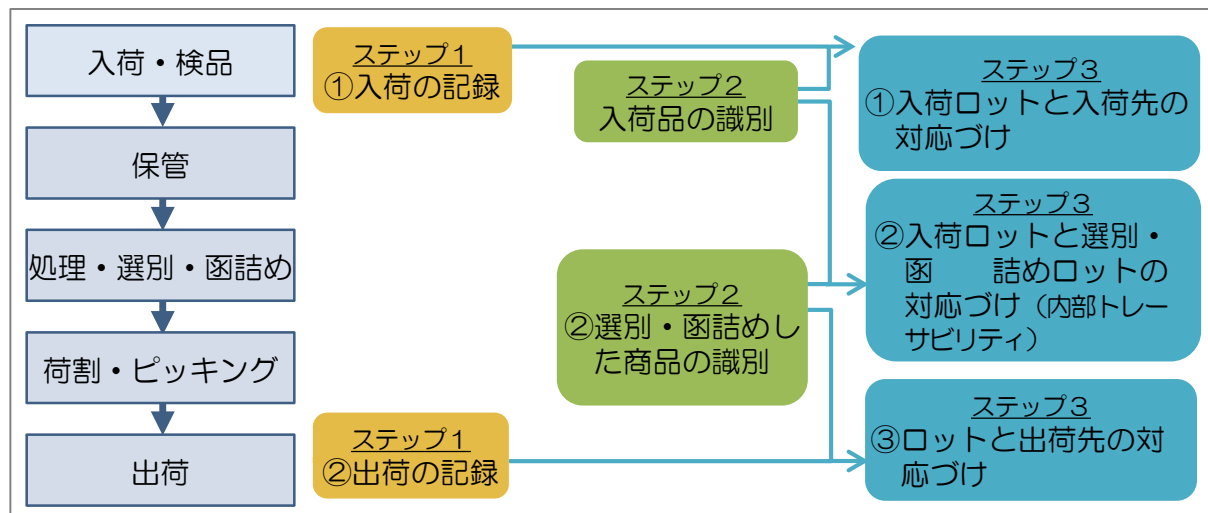 入荷・検品
保管
処理・選別・函詰め
荷割・ピッキング
出荷
ステップ1
①入荷の記録
ステップ1
②出荷の記録
ステップ2
入荷品の識別
ステップ2
②選別・函詰めし
た商品の識別
ステップ3
①入荷ロットと入荷先の
対応づけ
ステップ3
②入荷ロットと選別・
函　　詰めロットの
対応づけ（内部トレー
サビリティ）
ステップ3
③ロットと出荷先の対
応づけ